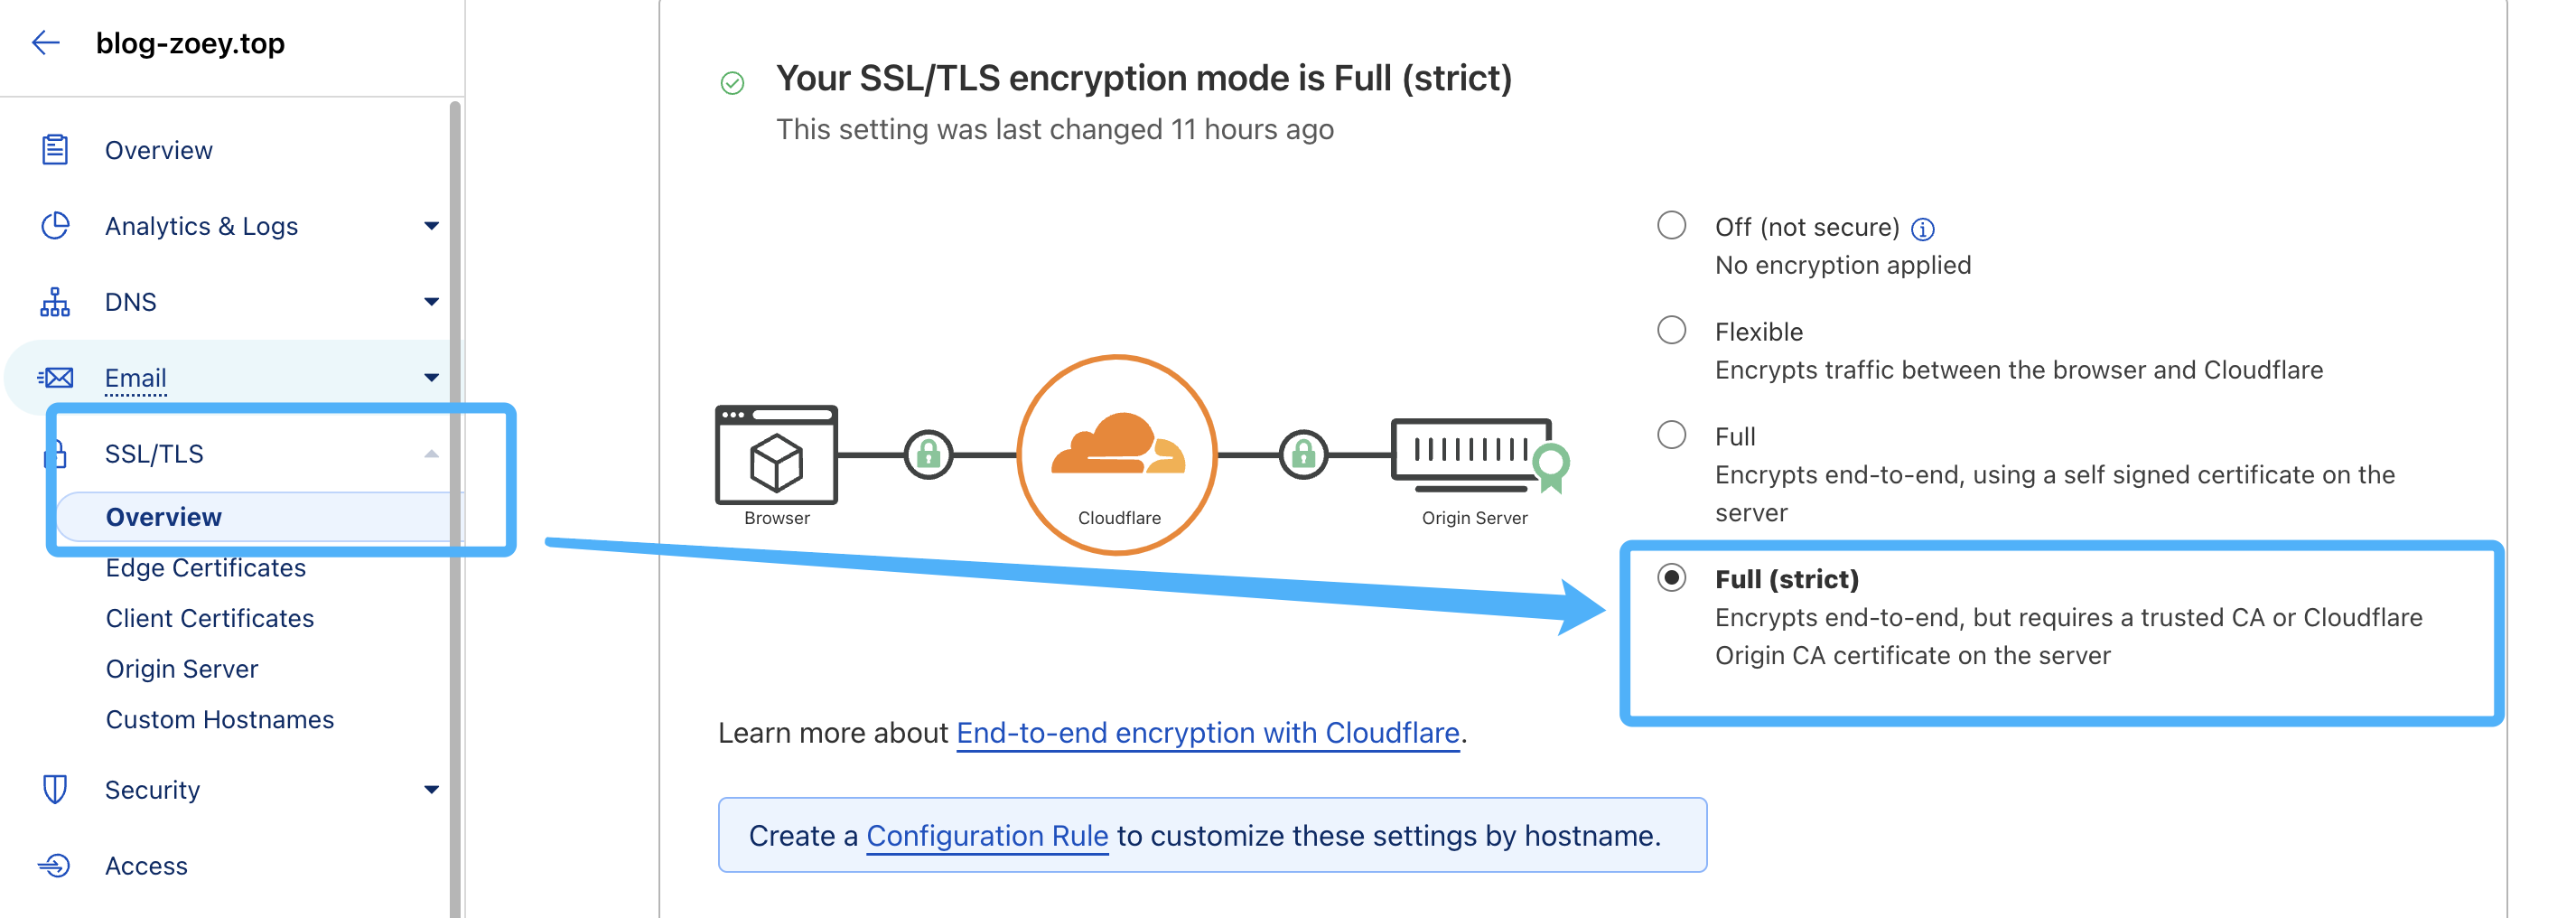 blog-zoey.top
Overview
Analytics & Logs
DNS
Email
SSL/TLS
Overview
Edge Certificates
Client Certificates
Origin Server
Custom Hostnames
Security
Access
Your SSL/TLS encryption mode is Full (strict)
This setting was last changed 11 hours ago
Browser
Cloudflare
Origin Server
Off (not secure)
No encryption applied
Flexible
Encrypts traffic between the browser and Cloudflare
Full
Encrypts end-to-end, using a self signed certificate on the
server
Full (strict)
Encrypts end-to-end, but requires a trusted CA or Cloudflare
Origin CA certificate on the server
Learn more about End-to-end encryption with Cloudflare.
Create a Configuration Rule to customize these settings by hostname.